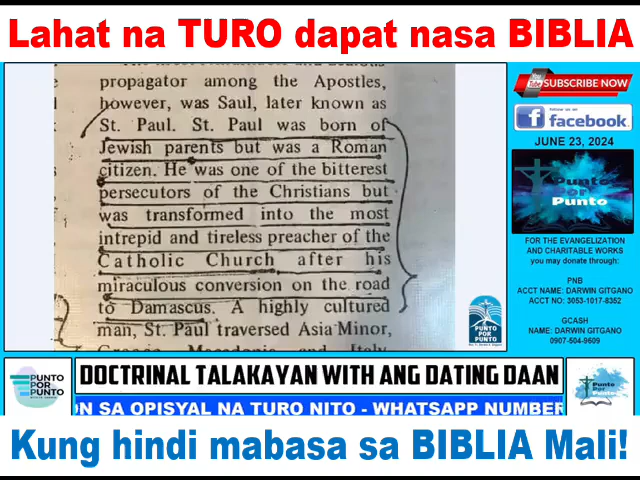 Lahat na TURO dapat nasa BIBLIA
propagator among the Apostles,
however, was Saul, later known as
St. Paul. St. Paul was born of
Jewish parents but was a Roman
citizen. He was one of the bitterest
persecutors of the Christians but
was transformed into the most
intrepid and tireless preacher of the
Catholic Church after his
miraculous conversion on the road
to Damascus. A highly cultured
man, St. Paul traversed Asia Minor,
SUBSCRIBE NOW
facebook
JUNE 23, 2024
Punto
Por
Punto
FOR THE EVANGELIZATION
AND CHARITABLE WORKS
you may donate through:
PNB
ACCT NAME: DARWIN GITGANO
ACCT NO: 3053-1017-8352
GCASH
NAME: DARWIN GITGANO
0907-504-9609
PUNTO
POR
PUNTO
PUNTO
POR PUNTO
DOCTRINAL TALAKAYAN WITH ANG DATING DAAN
Punto
Por
Punto
ON SA OPISYAL NA TURO NITO - WHATSAPP NUMBER
Kung hindi mabasa sa BIBLIA Mali!